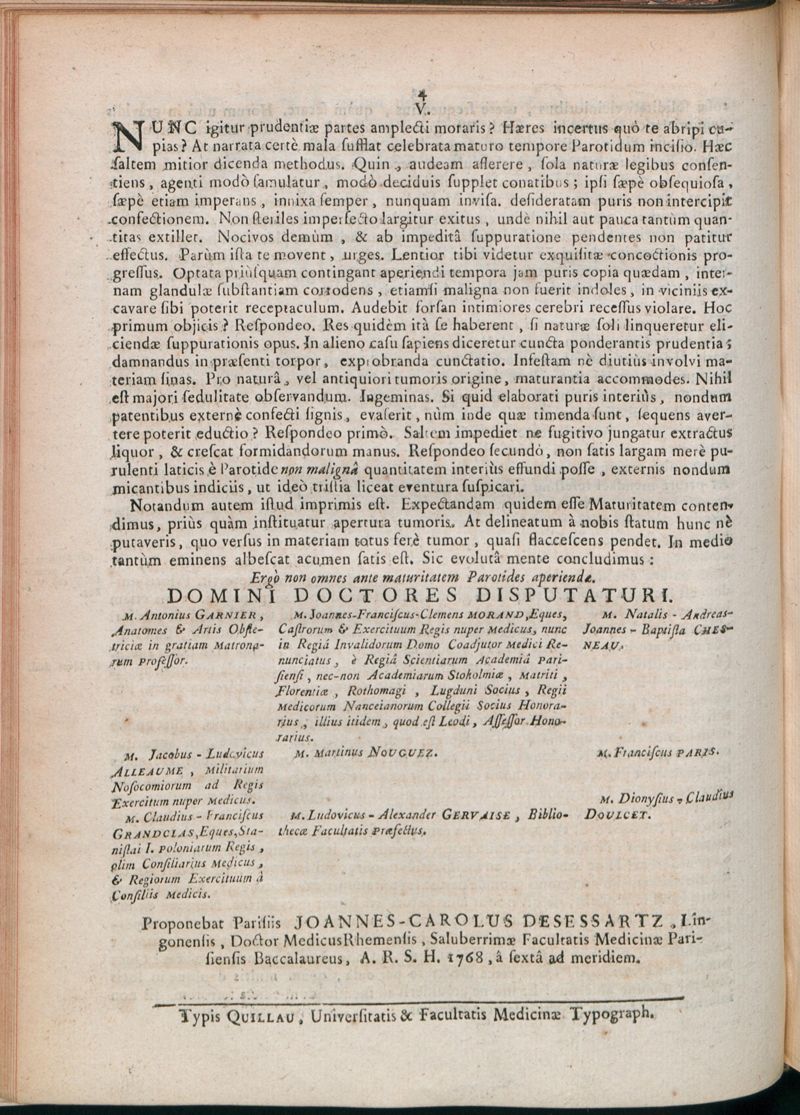 4
V.
NUNC igitur prudentiæ partes amplecti moraris? Hæres incertus quò te abripi cu-
pias? At narrata certè mala sufflat celebrata maturo tempore Parotidum incisio. Hæc
saltem mitior dicenda methodus. Quin, audeam asserere, sola naturæ legibus consen-
tiens, agenti modò famulatur, modò deciduis supplet conatibus; ipsi sæpè obsequiosa,
sæpè etiam imperans, innixa semper, nunquam invisa. desideratam puris non intercipit
confectionem. Non steriles imperfecto largitur exitus, undè nihil aut pauca tantùm quan-
titas extillet. Nocivos demùm, & ab impeditâ suppuratione pendentes non patitur
effectus. Parùm ista te movent, urges. Lentior tibi videtur exquisitæ concoctionis pro-
gressus. Optata priùsquam contingant aperiendi tempora jam puris copia quædam, inter-
nam glandulæ substantiam corrodens, etiamsi maligna non fuerit indoles, in viciniis ex-
cavare sibi poterit receptaculum. Audebit forsan intimiores cerebri recessus violare. Hoc
primum objicis? Respondeo. Res quidèm ità se haberent, si naturæ soli linqueretur eli-
ciendæ suppurationis opus. In alieno casu sapiens diceretur cuncta ponderantis prudentia;
damnandus in præsenti torpor, exprobranda cunctatio. Infestam nè diutiùs involvi ma-
teriam sinas. Pro naturâ, vel antiquiori tumoris origine, maturantia accommodes. Nihil
est majori sedulitate observandum. Ingeminas. Si quid elaborati puris interiùs, nondum
patentibus externè confecti signis, evaserit, nùm inde quæ timenda sunt, sequens aver-
tere poterit eductio? Respondeo primò. Saltem impediet ne fugitivo jungatur extractus
liquor, & crescat formidandorum manus. Respondeo secundò, non satis largam merè pu-
rulenti laticis è Parotide non malignâ quantitatem interiùs effundi posse, externis nondum
micantibus indiciis, ut ideò tristia liceat eventura suspicari.
Notandum autem istud imprimis est. Expectandam quidem esse Maturitatem conten-
dimus, priùs quàm instituatur apertura tumoris. At delineatum à nobis statum hunc nè
putaveris, quo versus in materiam totus ferè tumor, quasi flaccescens pendet. In medio
tantùm eminens albescat acumen satis est. Sic evolutâ mente concludimus:
Ergò non omnes ante maturitatem Parotides aperiendæ.
DOMINI DOCTORES DISPUTATURI.
M. Antonius GARNIER,
Anatomes & Artis Obste-
triciæ in gratiam Matrona-
rum Professor.
M. Joannes-Franciscus-Clemens MORAND, Eques,
Castrorum & Exercituum Regis nuper Medicus, nunc
in Regiâ Invalidorum Domo Coadjutor Medici Re-
nunciatus, è Regiâ Scientiarum Academiâ Pari-
siensi, nec-non Academiarum Stokolmiæ, Matriti,
Florentiæ, Rothomagi, Lugduni Socius, Regii
Medicorum Nanceianorum Collegii Socius Honora-
rius, illius itidem, quod est Leodi, Assessor Hono-
rarius.
M. Natalis-Andreas-
Joannes-Baptista CHES-
NEAU.
M. Jacobus-Ludovicus
ALLEAUME, Militarium
Nosocomiorum ad Regis
Exercitum nuper Medicus.
M. Martinus NOUGUEZ.
M. Franciscus PARIS.
M. Claudius-Franciscus
GRANDCLAS, Eques, Sta-
nislai I. Poloniarum Regis,
olim Consiliarius Medicus,
& Regiorum Exercituum à
Consiliis Medicis.
M. Ludovicus-Alexander GERVAISE, Biblio-
thecæ Facultatis Præfectus.
M. Dionysius-Claudius
DOULCET.
Proponebat Parisiis JOANNES-CAROLUS DESESSARTZ, Lin-
gonensis, Doctor Medicus Rhemensis, Saluberrimæ Facultatis Medicinæ Pari-
siensis Baccalaureus, A. R. S. H. 1768, à sextâ ad meridiem.
Typis QUILLAU, Universitatis & Facultatis Medicinæ Typograph.